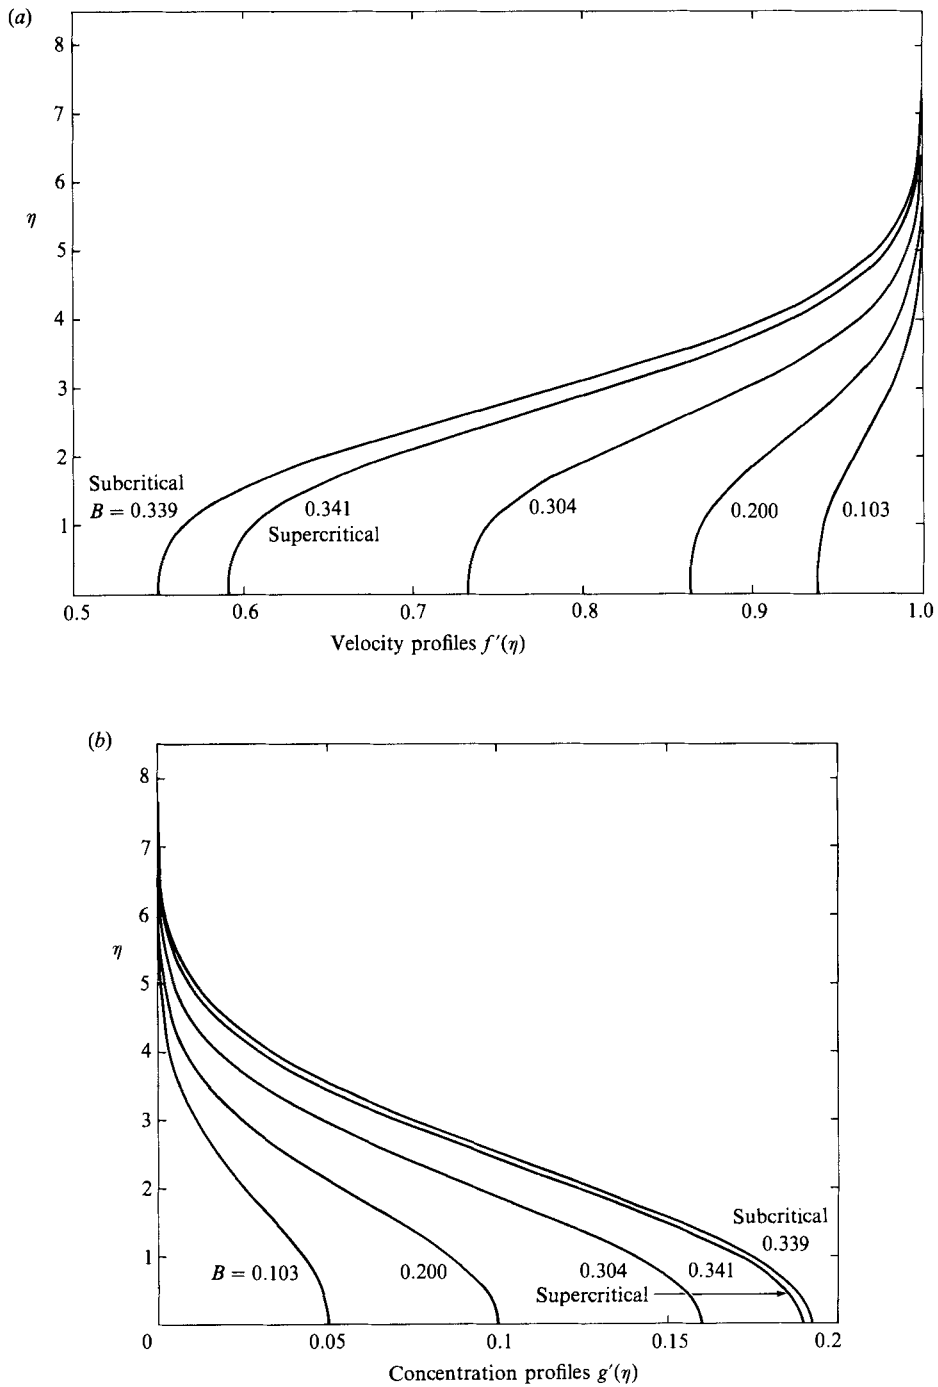 (a)
8
7
6
η
5
4
3
2
Subcritical
B = 0.339
0.341
Supercritical
0.304
0.200
0.103
1
0.5
0.6
0.7
0.8
0.9
1.0
Velocity profiles f′(η)
(b)
8
7
6
η
5
4
3
2
Subcritical
0.339
1
B = 0.103
0.200
0.304
0.341
Supercritical
0
0.05
0.1
0.15
0.2
Concentration profiles g′(η)